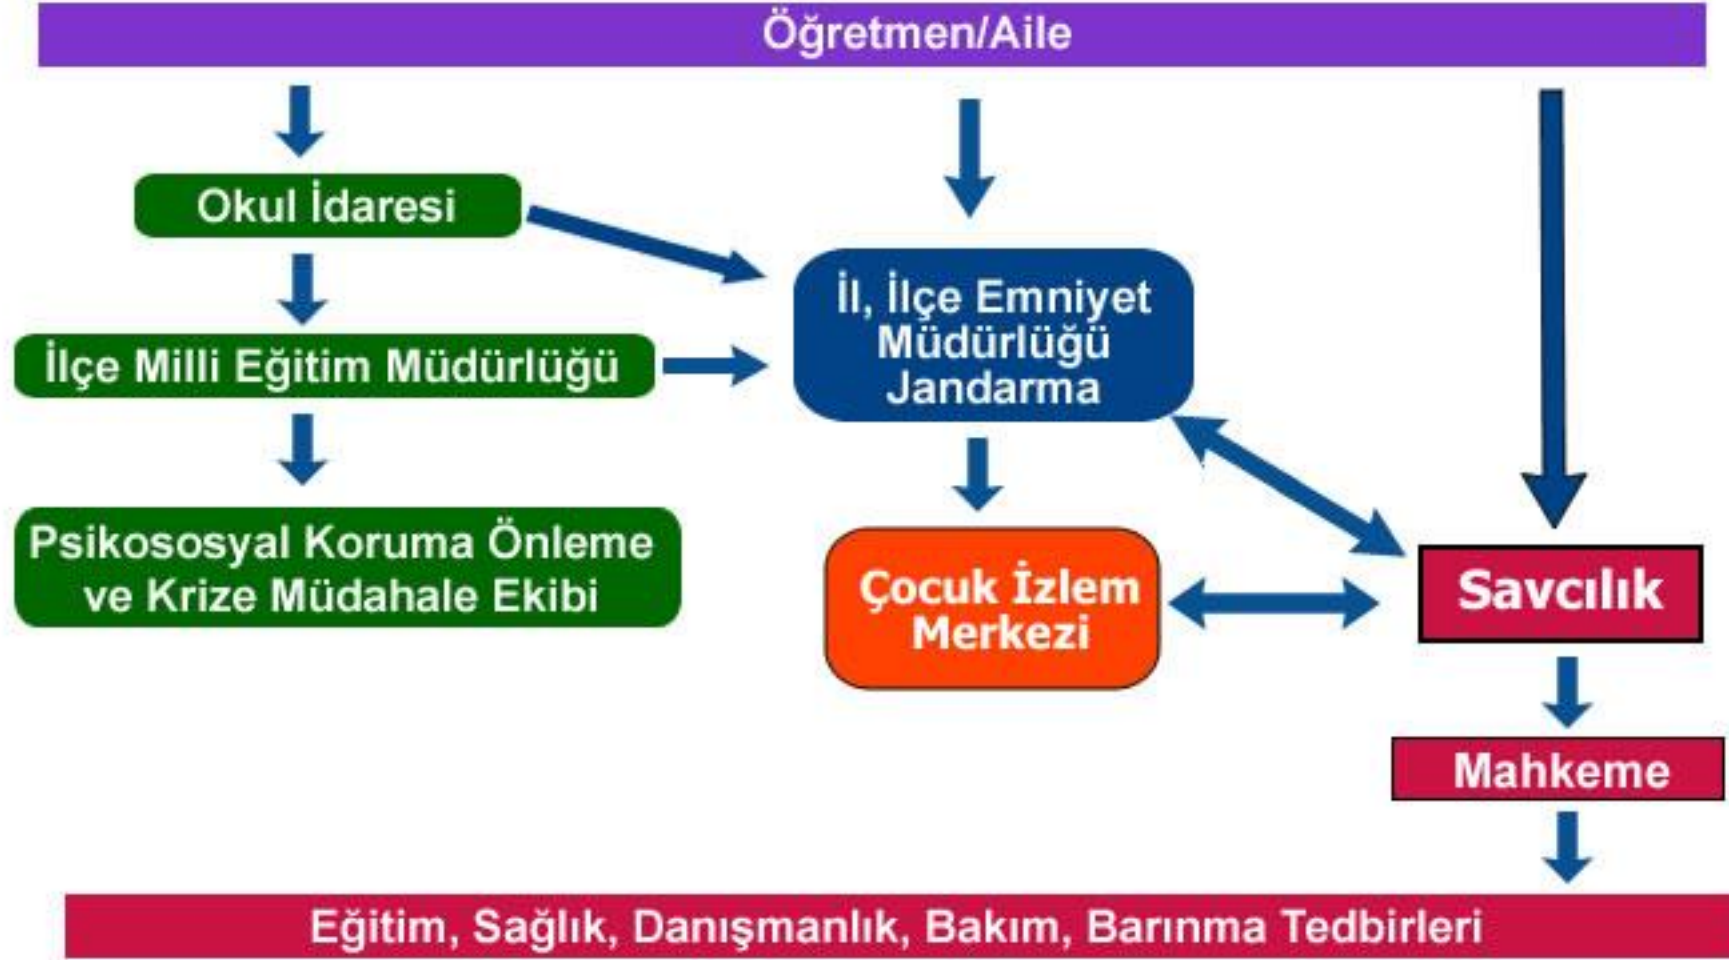 Öğretmen/Aile
Okul İdaresi
İl, İlçe Emniyet
Müdürlüğü
Jandarma
İlçe Milli Eğitim Müdürlüğü
Psikososyal Koruma Önleme
ve Krize Müdahale Ekibi
Çocuk İzlem
Merkezi
Savcılık
Mahkeme
Eğitim, Sağlık, Danışmanlık, Bakım, Barınma Tedbirleri